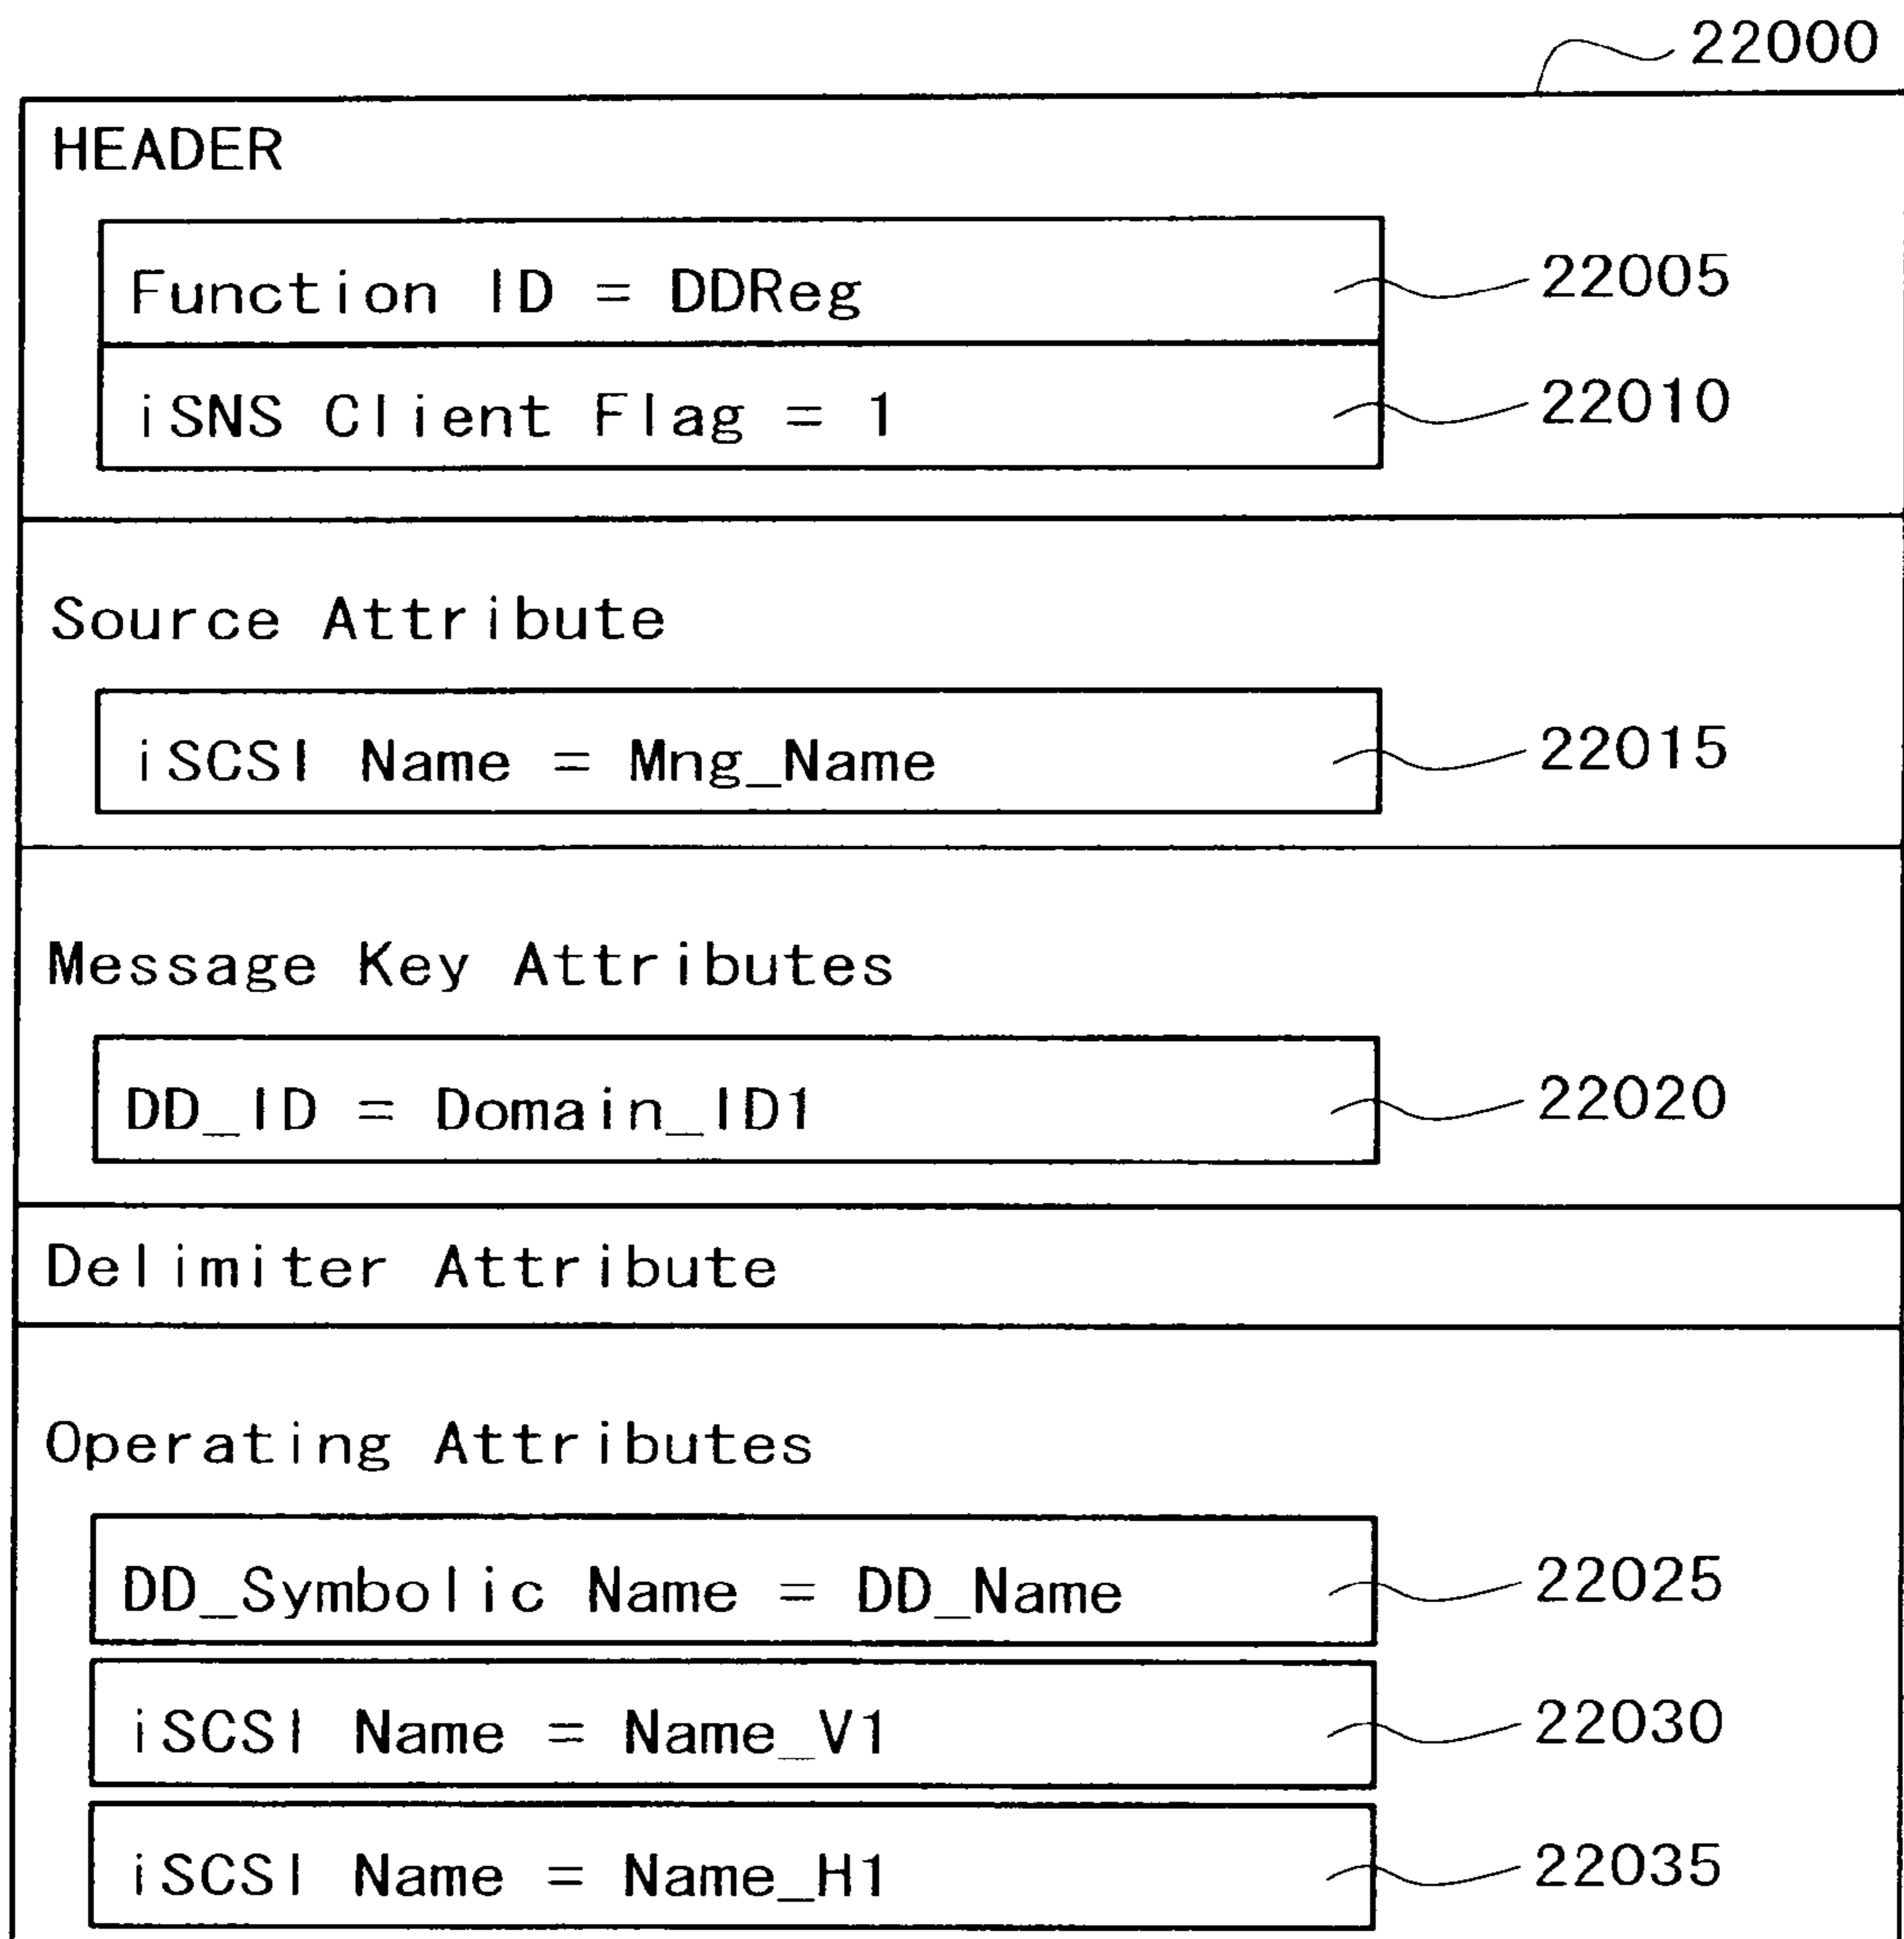 22000
HEADER
Function ID = DDReg 22005
iSNS Client Flag = 1 22010
Source Attribute
iSCSI Name = Mng_Name 22015
Message Key Attributes
DD_ID = Domain_ID1 22020
Delimiter Attribute
Operating Attributes
DD_Symbolic Name = DD_Name 22025
iSCSI Name = Name_V1 22030
iSCSI Name = Name_H1 22035